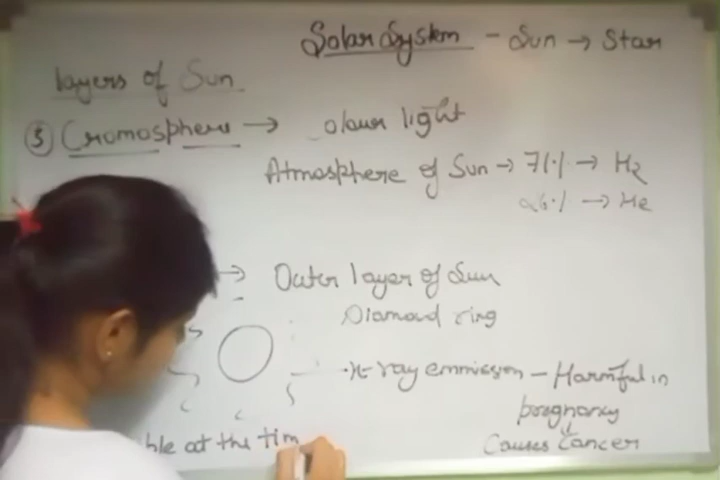 Solar System - Sun → Star
layers of Sun
③ Cromosphere → olour light
Atmosphere of Sun → 71% → H2
26% → He
→ Outer layer of Sun
Diamond ring
X-ray emmission - Harmful in
pregnancy
↓
Causes Cancer
ble at the tim